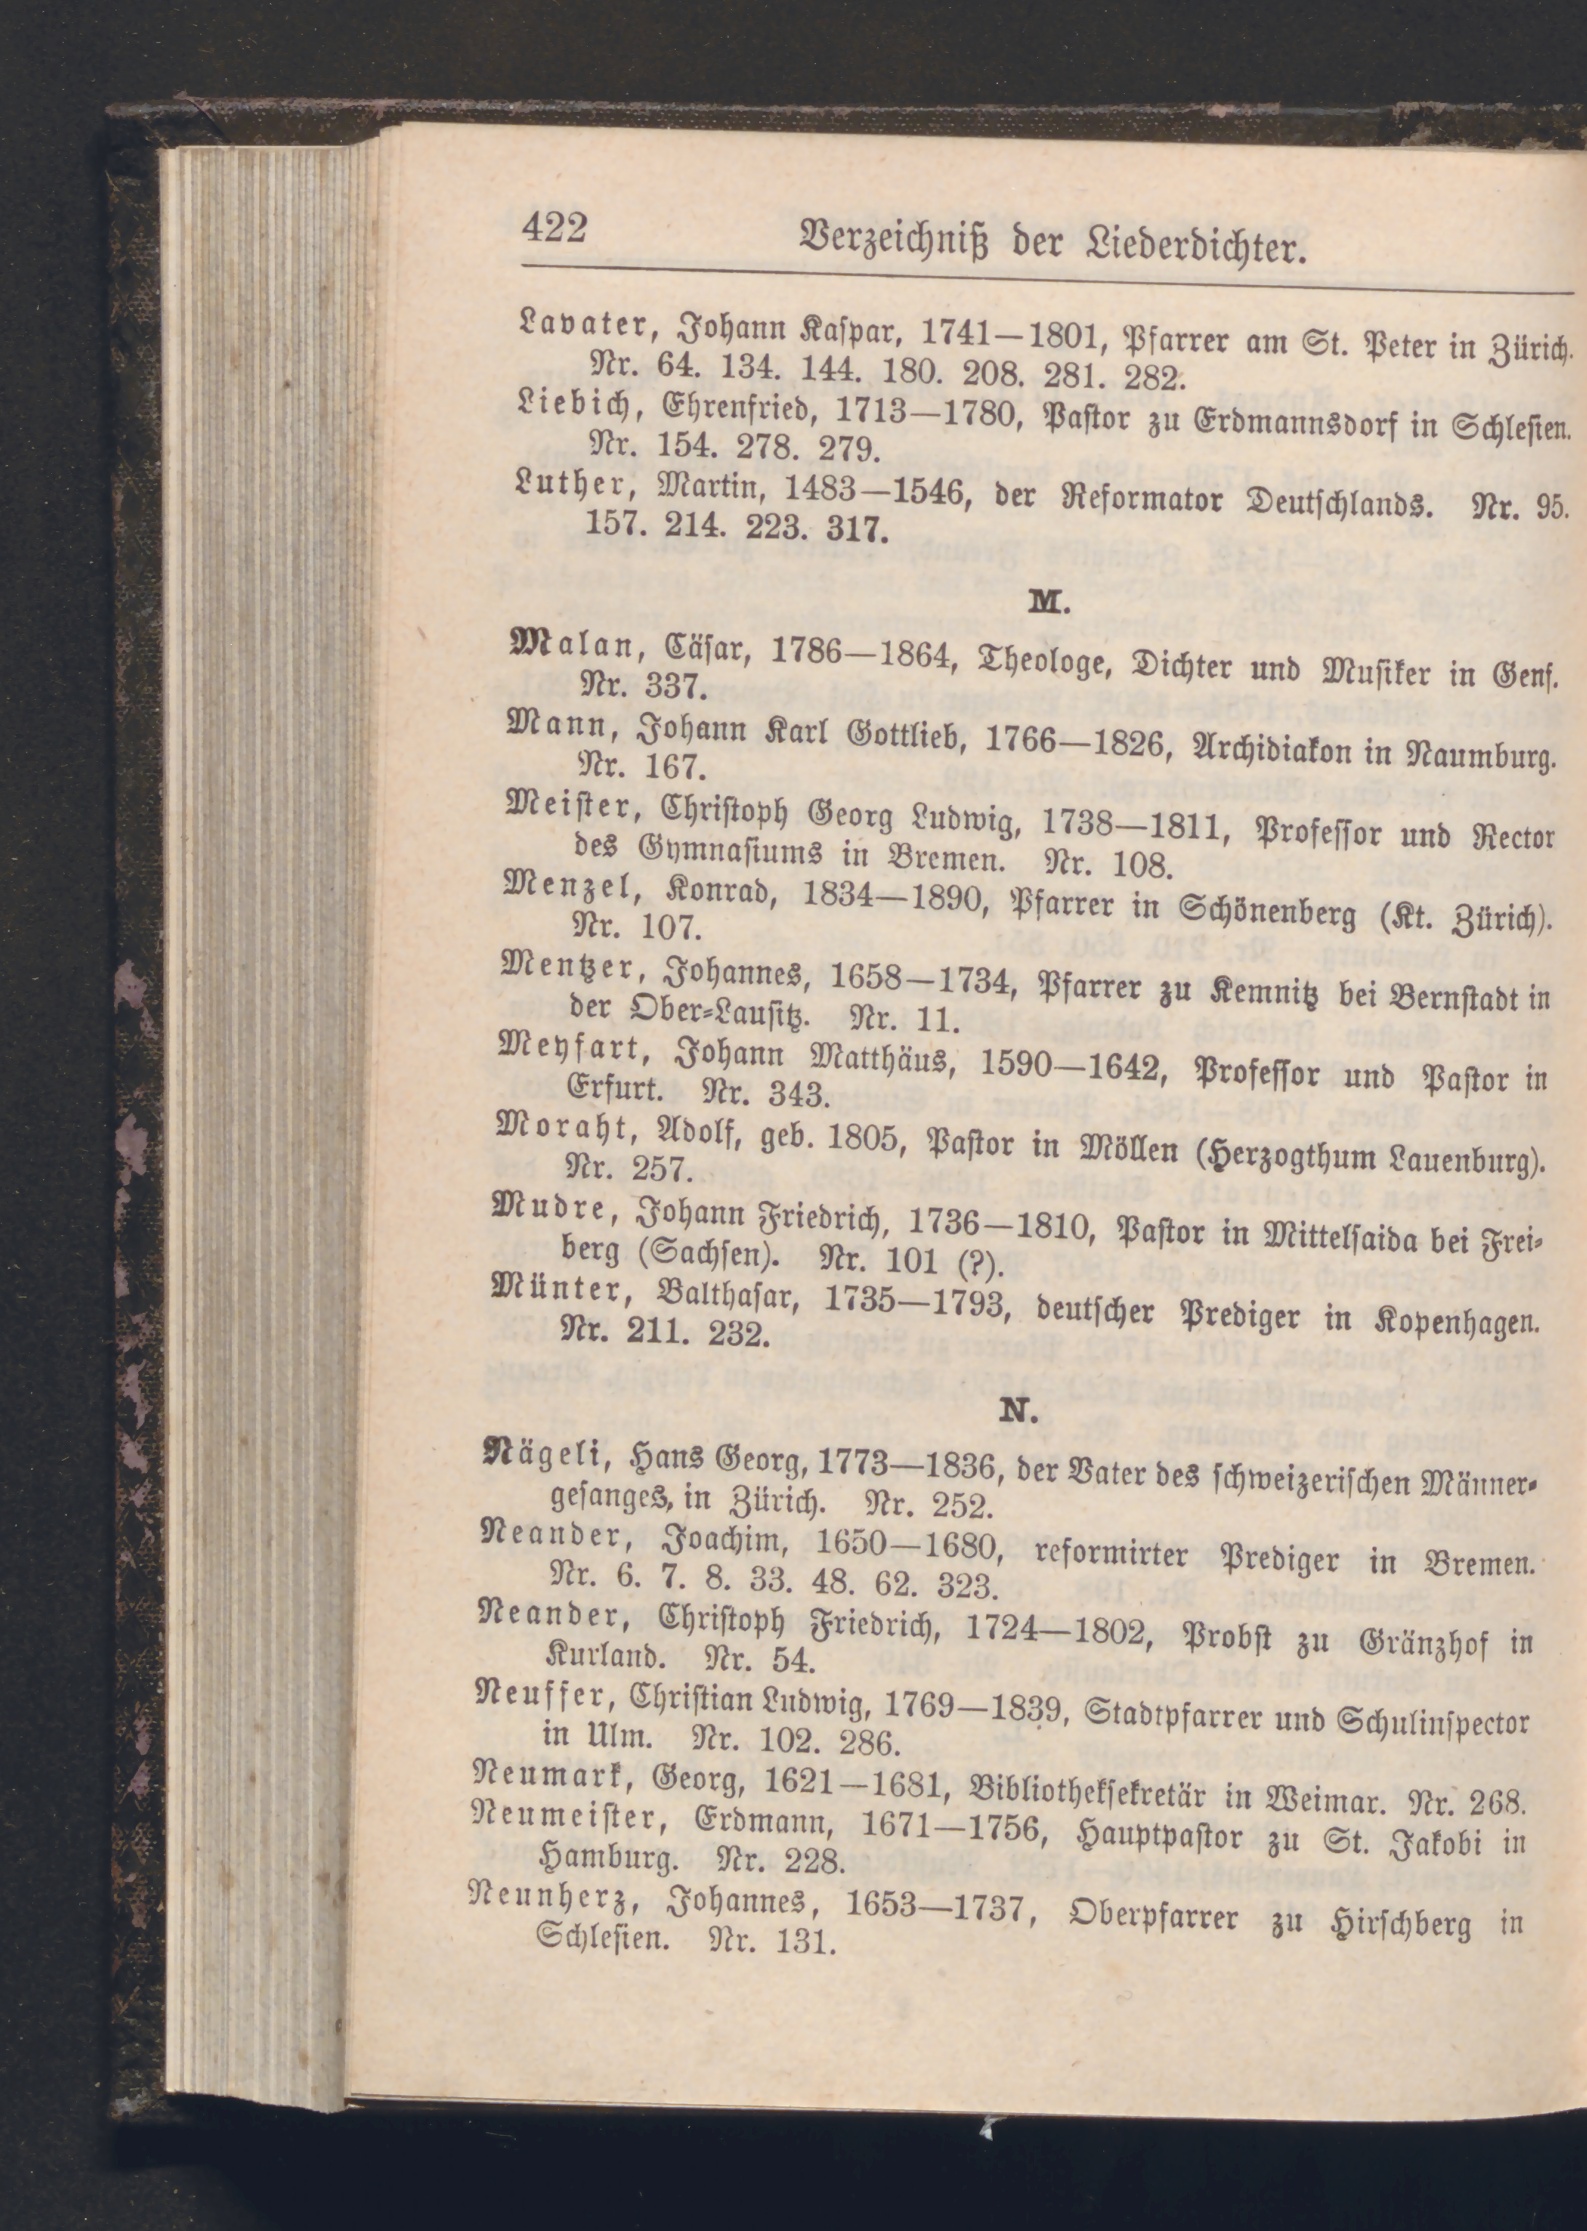 422 Verzeichniß der Liederdichter.
Lavater, Johann Kaspar, 1741—1801, Pfarrer am St. Peter in Zürich.
Nr. 64. 134. 144. 180. 208. 281. 282.
Liebich, Ehrenfried, 1713—1780, Pastor zu Erdmannsdorf in Schlesien.
Nr. 154. 278. 279.
Luther, Martin, 1483—1546, der Reformator Deutschlands. Nr. 95.
157. 214. 223. 317.
M.
Malan, Cäsar, 1786—1864, Theologe, Dichter und Musiker in Genf.
Nr. 337.
Mann, Johann Karl Gottlieb, 1766—1826, Archidiakon in Naumburg.
Nr. 167.
Meister, Christoph Georg Ludwig, 1738—1811, Professor und Rector
des Gymnasiums in Bremen. Nr. 108.
Menzel, Konrad, 1834—1890, Pfarrer in Schönenberg (Kt. Zürich).
Nr. 107.
Mentzer, Johannes, 1658—1734, Pfarrer zu Kemnitz bei Bernstadt in
der Ober-Lausitz. Nr. 11.
Meyfart, Johann Matthäus, 1590—1642, Professor und Pastor in
Erfurt. Nr. 343.
Moraht, Adolf, geb. 1805, Pastor in Möllen (Herzogthum Lauenburg).
Nr. 257.
Mudre, Johann Friedrich, 1736—1810, Pastor in Mittelsaida bei Frei-
berg (Sachsen). Nr. 101 (?).
Münter, Balthasar, 1735—1793, deutscher Prediger in Kopenhagen.
Nr. 211. 232.
N.
Nägeli, Hans Georg, 1773—1836, der Vater des schweizerischen Männer-
gesanges, in Zürich. Nr. 252.
Neander, Joachim, 1650—1680, reformirter Prediger in Bremen.
Nr. 6. 7. 8. 33. 48. 62. 323.
Neander, Christoph Friedrich, 1724—1802, Probst zu Gränzhof in
Kurland. Nr. 54.
Neuffer, Christian Ludwig, 1769—1839, Stadtpfarrer und Schulinspector
in Ulm. Nr. 102. 286.
Neumark, Georg, 1621—1681, Bibliotheksekretär in Weimar. Nr. 268.
Neumeister, Erdmann, 1671—1756, Hauptpastor zu St. Jakobi in
Hamburg. Nr. 228.
Neunherz, Johannes, 1653—1737, Oberpfarrer zu Hirschberg in
Schlesien. Nr. 131.